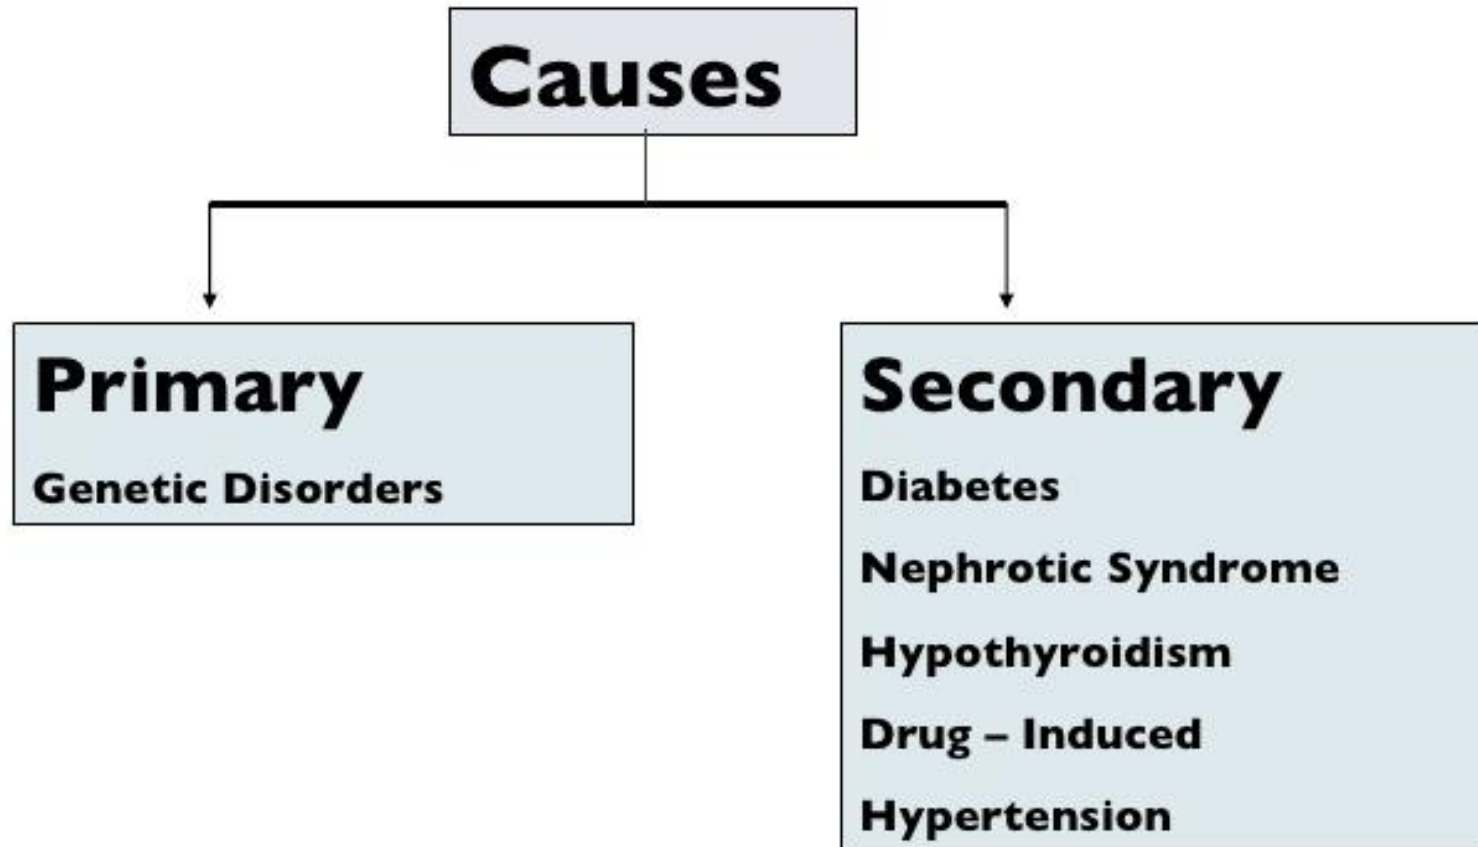 Causes
Primary
Genetic Disorders
Secondary
Diabetes
Nephrotic Syndrome
Hypothyroidism
Drug – Induced
Hypertension